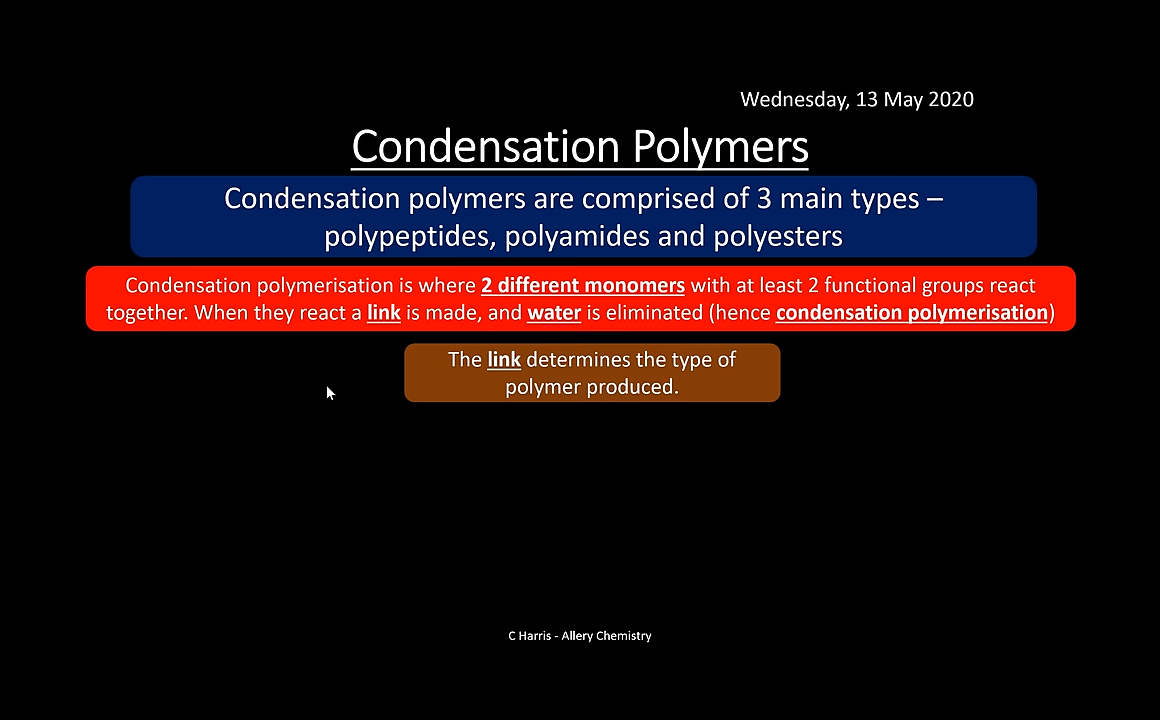 Wednesday, 13 May 2020
Condensation Polymers
Condensation polymers are comprised of 3 main types –
polypeptides, polyamides and polyesters
Condensation polymerisation is where 2 different monomers with at least 2 functional groups react
together. When they react a link is made, and water is eliminated (hence condensation polymerisation)
The link determines the type of
polymer produced.
C Harris - Allery Chemistry